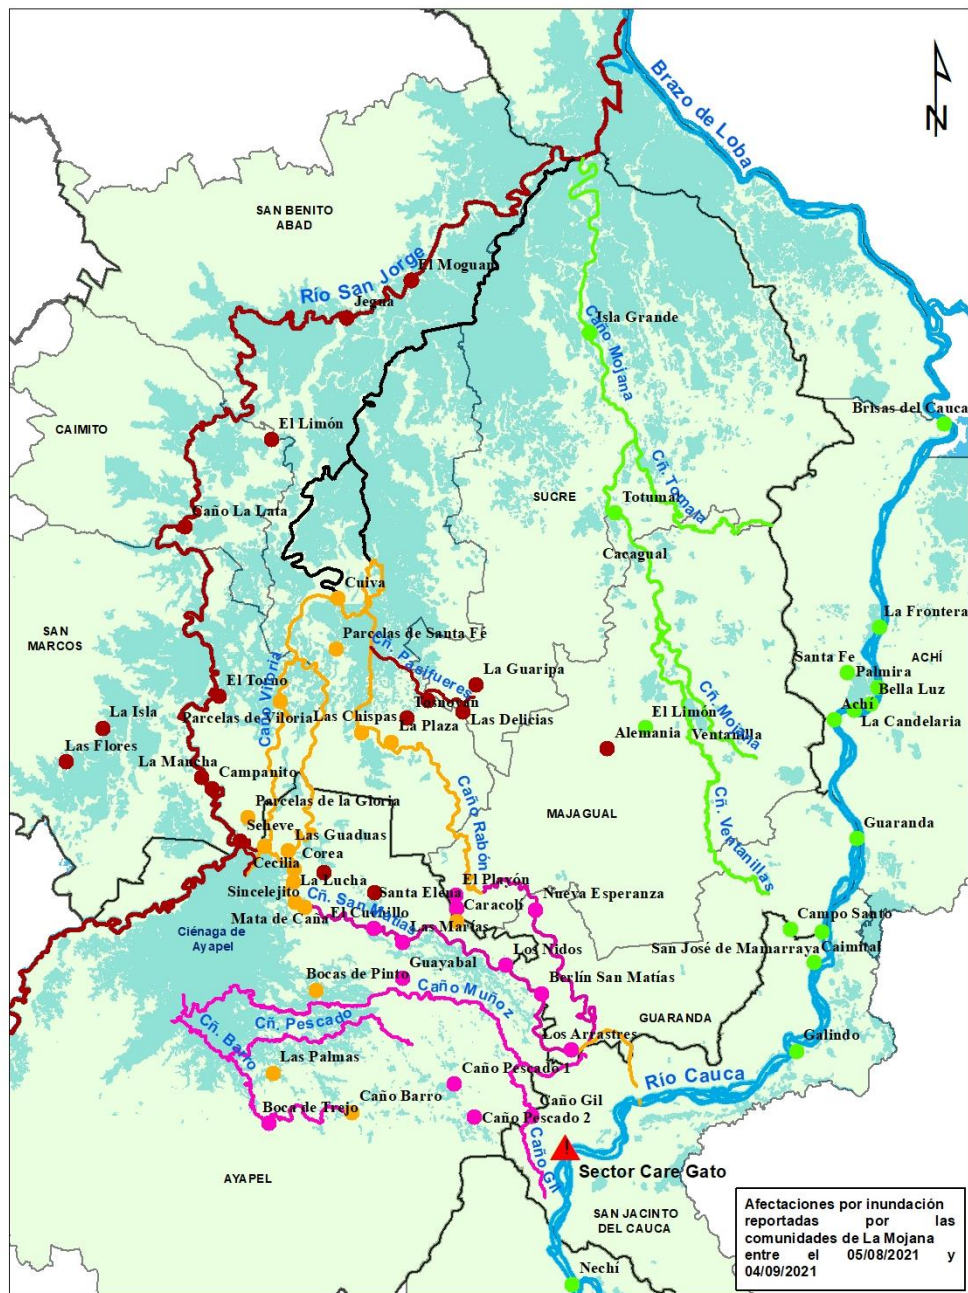 Brazo de Loba
N
SAN BENITO
ABAD
Río San Jorge
El Moguan
Jegua
Isla Grande
Caño Mojana
CAIMITO
El Limón
Brisas del Cauca
Cñ. Tomala
SUCRE
Totumal
Caño La Lata
Cacagual
Cuiva
SAN
MARCOS
La Frontera
Parcelas de Santa Fé
Cñ. Pasifueres
Caño Viloria
ACHÍ
Santa Fe
Palmira
La Guaripa
El Torno
Bella Luz
Parcelas de Viloria
Las Chispas
Las Delicias
La Isla
La Plaza
El Limón
Cñ. Mojana
Achí
La Candelaria
Las Flores
Alemania
Ventanilla
La Mancha
Campanito
Caño Rabón
Parcelas de la Gloria
MAJAGUAL
Cñ. Ventanillas
Seheve
Las Guaduas
Guaranda
Cecilia
Corea
La Lucha
El Playón
Sincelejito
Santa Elena
Nueva Esperanza
Cñ. San Matías
Caracoli
Mata de Caña
El Cuchillo
Las Marías
Campo Santo
Ciénaga de
Ayapel
Guayabal
Los Nidos
San José de Mamarraya
Caimital
Bocas de Pinto
Caño Muñoz
Berlín San Matías
Cñ. Pescado
GUARANDA
Cñ. Barro
Los Arrastres
Galindo
Las Palmas
Caño Pescado 1
Río Cauca
Caño Barro
Caño Gil
Boca de Trejo
Caño Pescado 2
Caño Gil
AYAPEL
Sector Care Gato
SAN JACINTO
DEL CAUCA
Nechí
Afectaciones por inundación
reportadas por las
comunidades de La Mojana
entre el 05/08/2021 y
04/09/2021